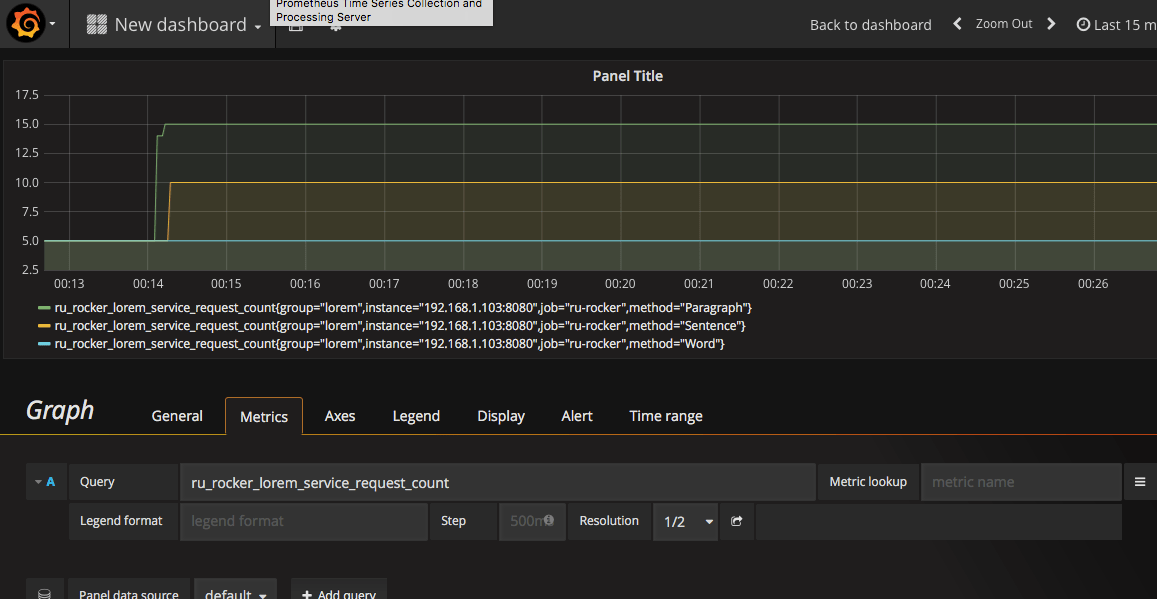 Prometheus Time Series Collection and
Processing Server
New dashboard
Back to dashboard
Zoom Out
Last 15 m
Panel Title
17.5
15.0
12.5
10.0
7.5
5.0
2.5
00:13 00:14 00:15 00:16 00:17 00:18 00:19 00:20 00:21 00:22 00:23 00:24 00:25 00:26
ru_rocker_lorem_service_request_count{group="lorem",instance="192.168.1.103:8080",job="ru-rocker",method="Paragraph"}
ru_rocker_lorem_service_request_count{group="lorem",instance="192.168.1.103:8080",job="ru-rocker",method="Sentence"}
ru_rocker_lorem_service_request_count{group="lorem",instance="192.168.1.103:8080",job="ru-rocker",method="Word"}
Graph General Metrics Axes Legend Display Alert Time range
A Query ru_rocker_lorem_service_request_count Metric lookup metric name
Legend format legend format Step 500m Resolution 1/2
Panel data source default + Add query